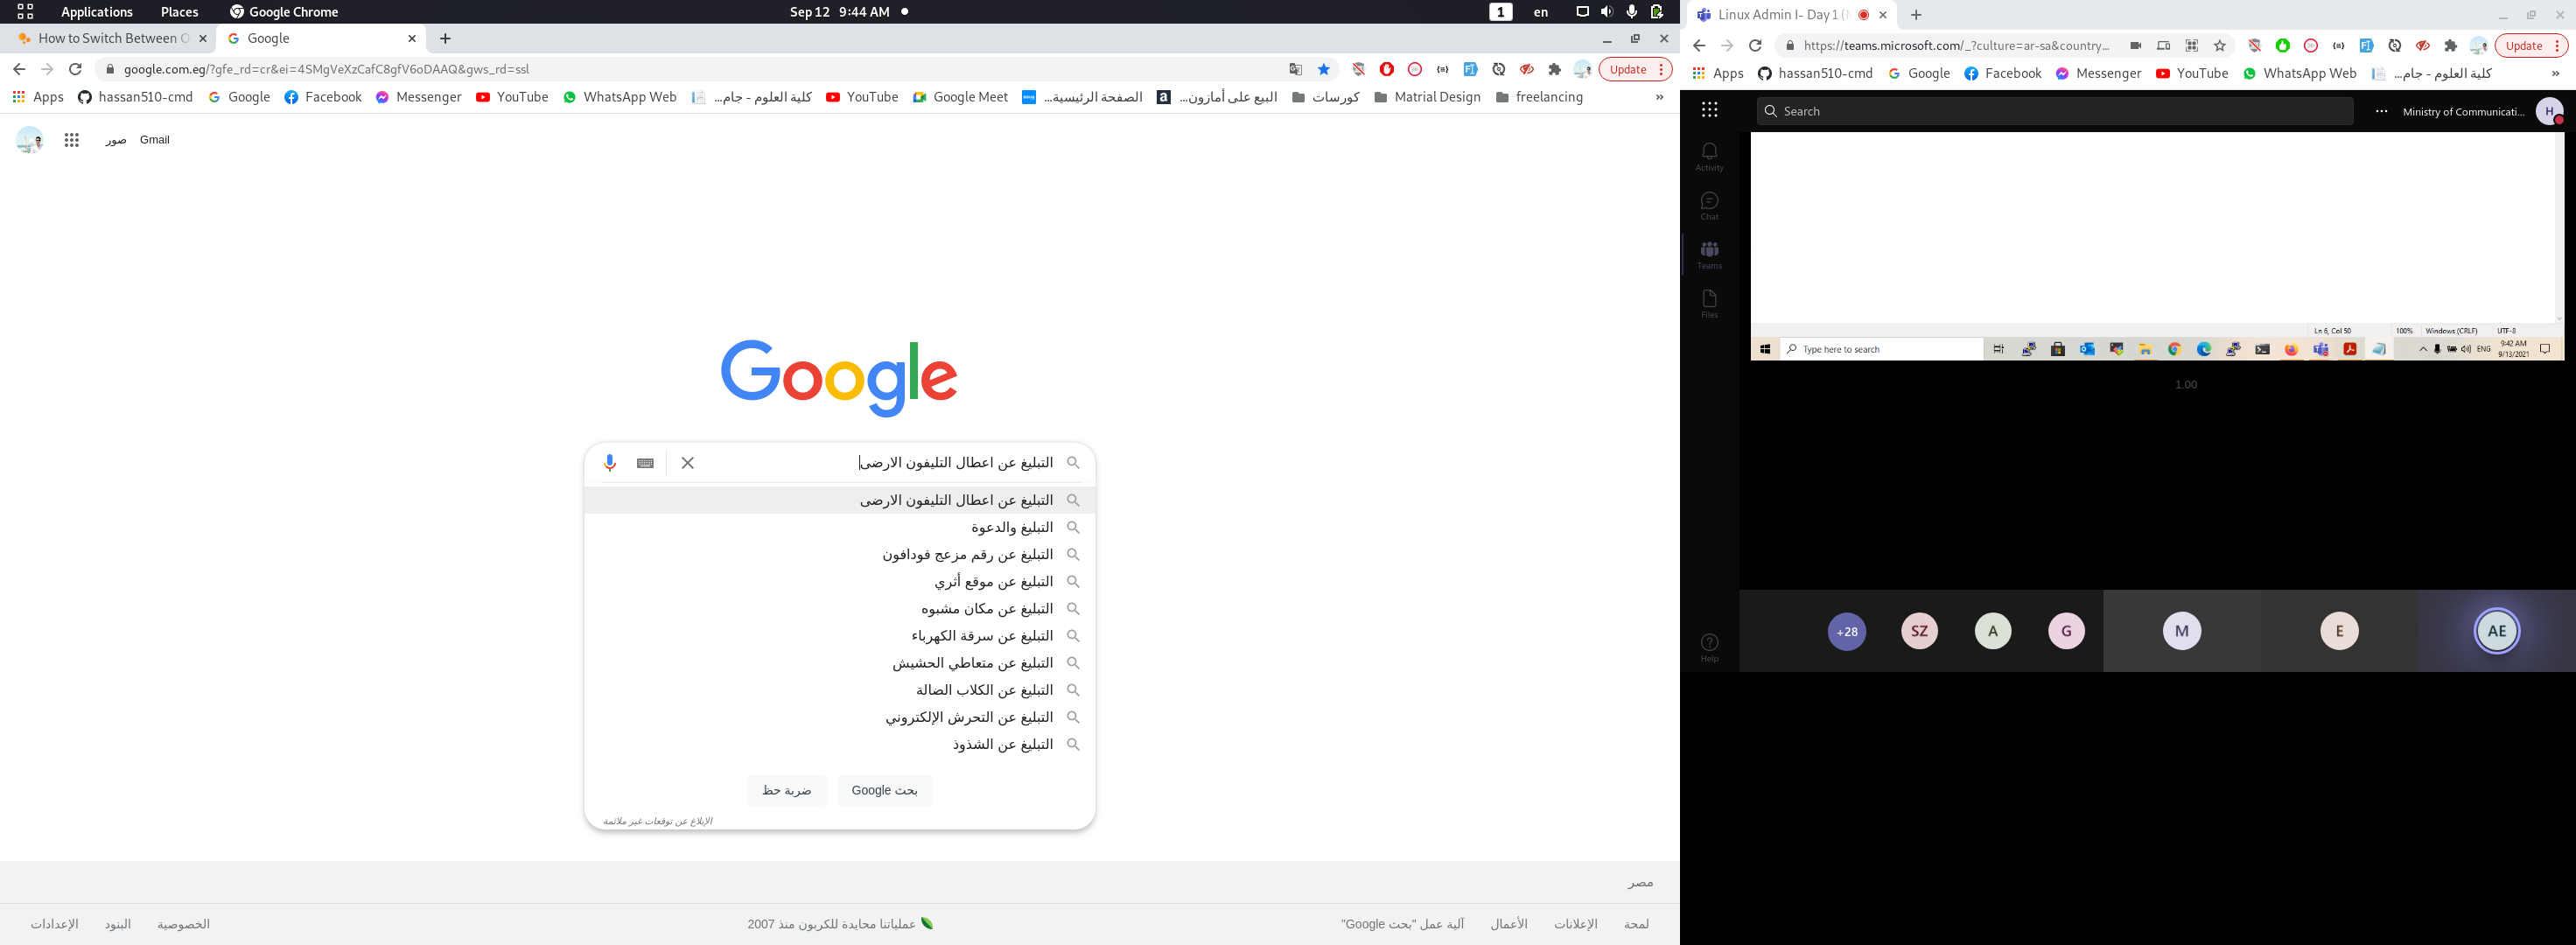 Applications Places Google Chrome Sep 12 9:44 AM 1 en
How to Switch Between O
Google
google.com.eg/?gfe_rd=cr&ei=4SMgVeXzCafC8gfV6oDAAQ&gws_rd=ssl
Update
Apps hassan510-cmd Google Facebook Messenger YouTube WhatsApp Web كلية العلوم - جام... YouTube Google Meet الصفحة الرئيسية... البيع على أمازون... كورسات Matrial Design freelancing »
صور Gmail
Google
التبليغ عن اعطال التليفون الارضى
التبليغ عن اعطال التليفون الارضى
التبليغ والدعوة
التبليغ عن رقم مزعج فودافون
التبليغ عن موقع أثري
التبليغ عن مكان مشبوه
التبليغ عن سرقة الكهرباء
التبليغ عن متعاطي الحشيش
التبليغ عن الكلاب الضالة
التبليغ عن التحرش الإلكتروني
التبليغ عن الشذوذ
بحث Google ضربة حظ
الإبلاغ عن توقعات غير ملائمة
مصر
لمحة الإعلانات الأعمال آلية عمل "بحث Google"
عملياتنا محايدة للكربون منذ 2007
الخصوصية البنود الإعدادات
Linux Admin I- Day 1 (M
https://teams.microsoft.com/_?culture=ar-sa&country...
Update
Apps hassan510-cmd Google Facebook Messenger YouTube WhatsApp Web كلية العلوم - جام... »
Search
Ministry of Communicati...
H
Activity
Chat
Teams
Files
Help
Ln 6, Col 50 100% Windows (CRLF) UTF-8
Type here to search
ENG
9:42 AM
9/13/2021
1.00
+28 SZ A G M E AE